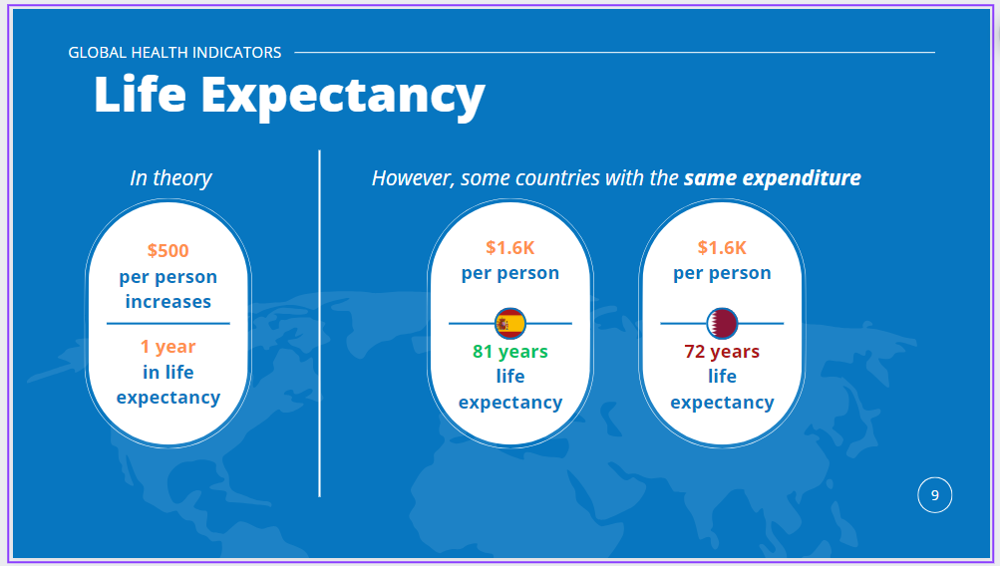 GLOBAL HEALTH INDICATORS
Life Expectancy
In theory
$500
per person
increases
1 year
in life
expectancy
However, some countries with the same expenditure
$1.6K
per person
81 years
life
expectancy
$1.6K
per person
72 years
life
expectancy
9